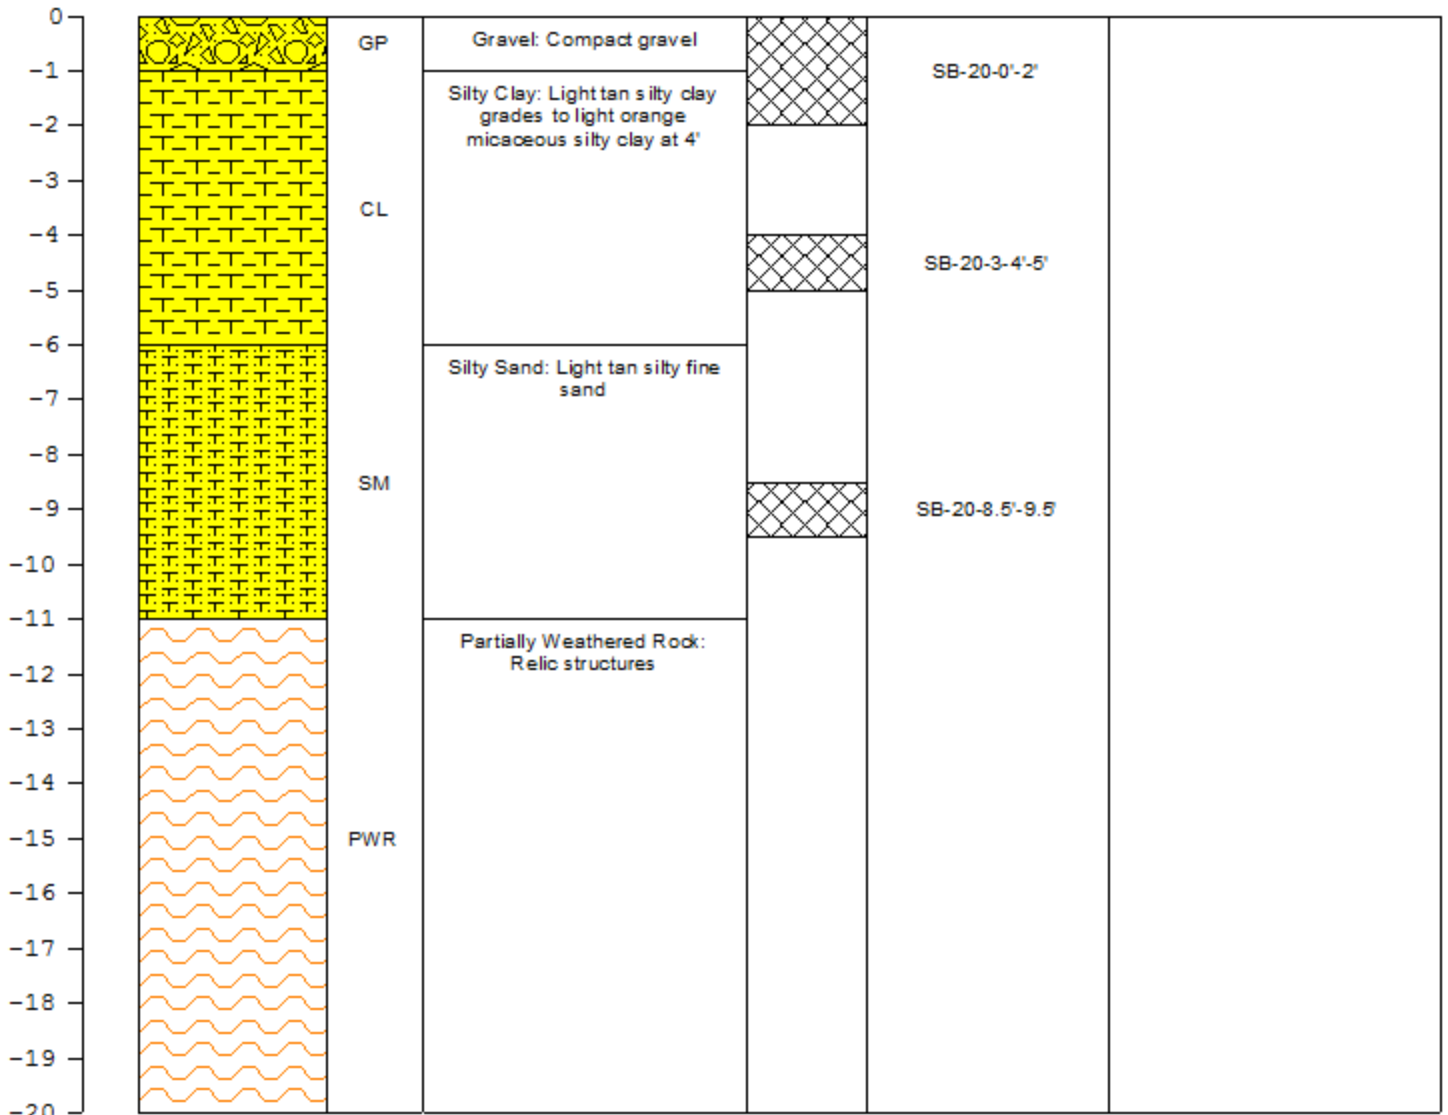 0
GP
Gravel: Compact gravel
-1
SB-20-0'-2'
Silty Clay: Light tan silty clay
grades to light orange
micaceous silty clay at 4'
-2
-3
CL
-4
SB-20-3-4'-5'
-5
-6
Silty Sand: Light tan silty fine
sand
-7
-8
SM
-9
SB-20-8.5'-9.5'
-10
-11
Partially Weathered Rock:
Relic structures
-12
-13
-14
-15
PWR
-16
-17
-18
-19
-20